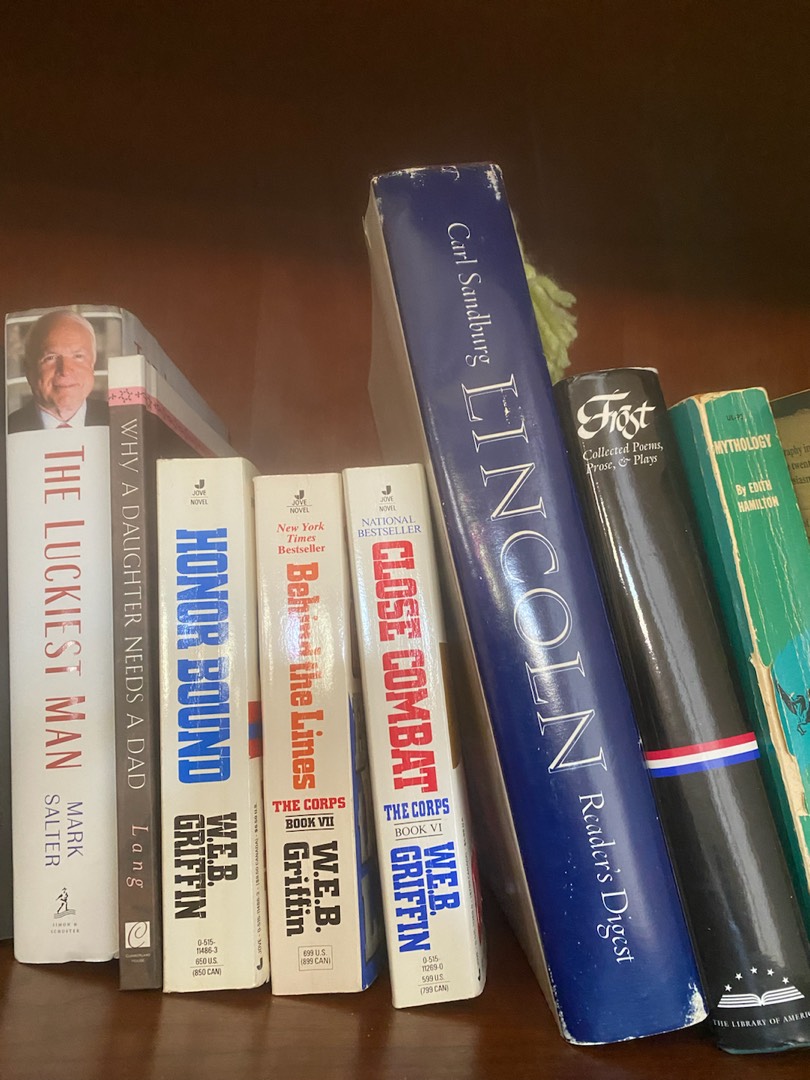 THE LUCKIEST MAN
MARK
SALTER
SIMON &
SCHUSTER
WHY A DAUGHTER NEEDS A DAD
Lang
C
CUMBERLAND
HOUSE
J
JOVE
NOVEL
HONOR BOUND
W.E.B.
GRIFFIN
0-515-
11486-3
650 U.S.
(850 CAN)
J
JOVE
NOVEL
New York
Times
Bestseller
Behind the Lines
THE CORPS
BOOK VII
W.E.B.
Griffin
699 U.S.
(899 CAN)
J
JOVE
NOVEL
NATIONAL
BESTSELLER
CLOSE COMBAT
THE CORPS
BOOK VI
W.E.B.
GRIFFIN
0-515-
11269-0
599 U.S.
(799 CAN)
Carl Sandburg
LINCOLN
Reader's Digest
Frost
Collected Poems,
Prose, & Plays
THE LIBRARY OF AMERIC
MYTHOLOGY
By EDITH
HAMILTON